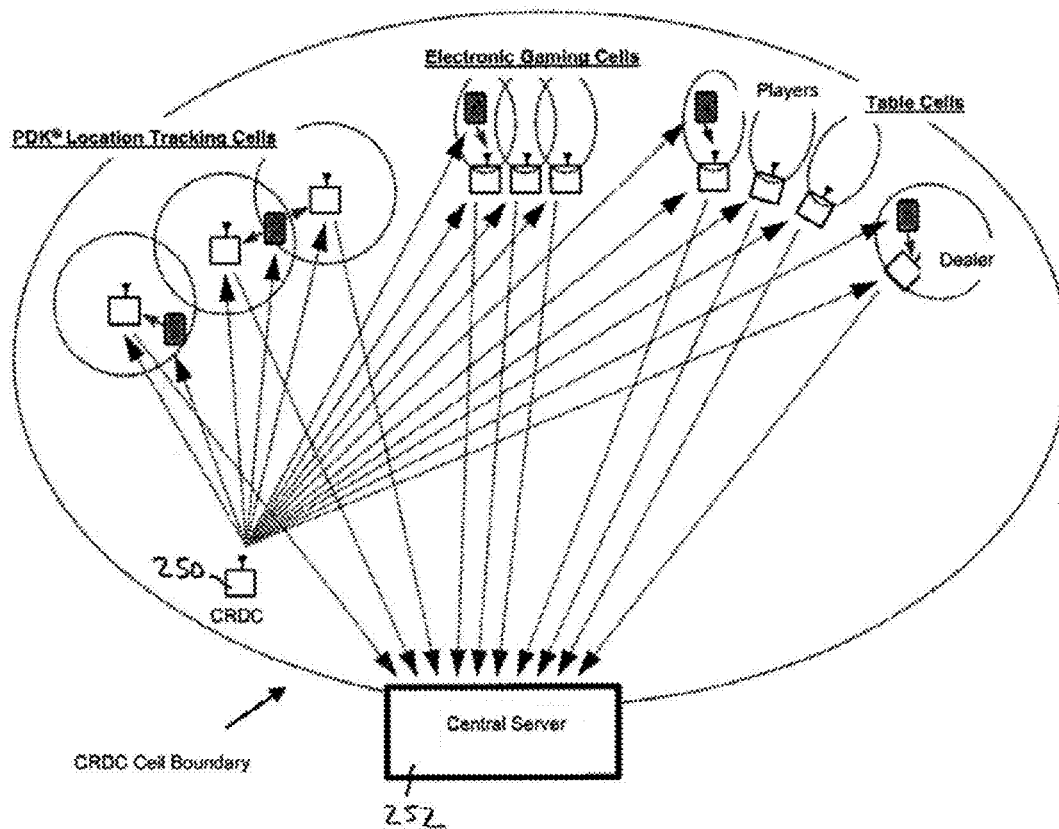 Electronic Gaming Cells
Players
Table Cells
PDK® Location Tracking Cells
Dealer
250
CRDC
Central Server
CRDC Cell Boundary
252